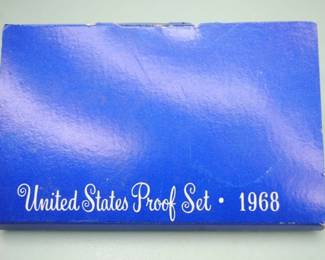 United States Proof Set • 1968